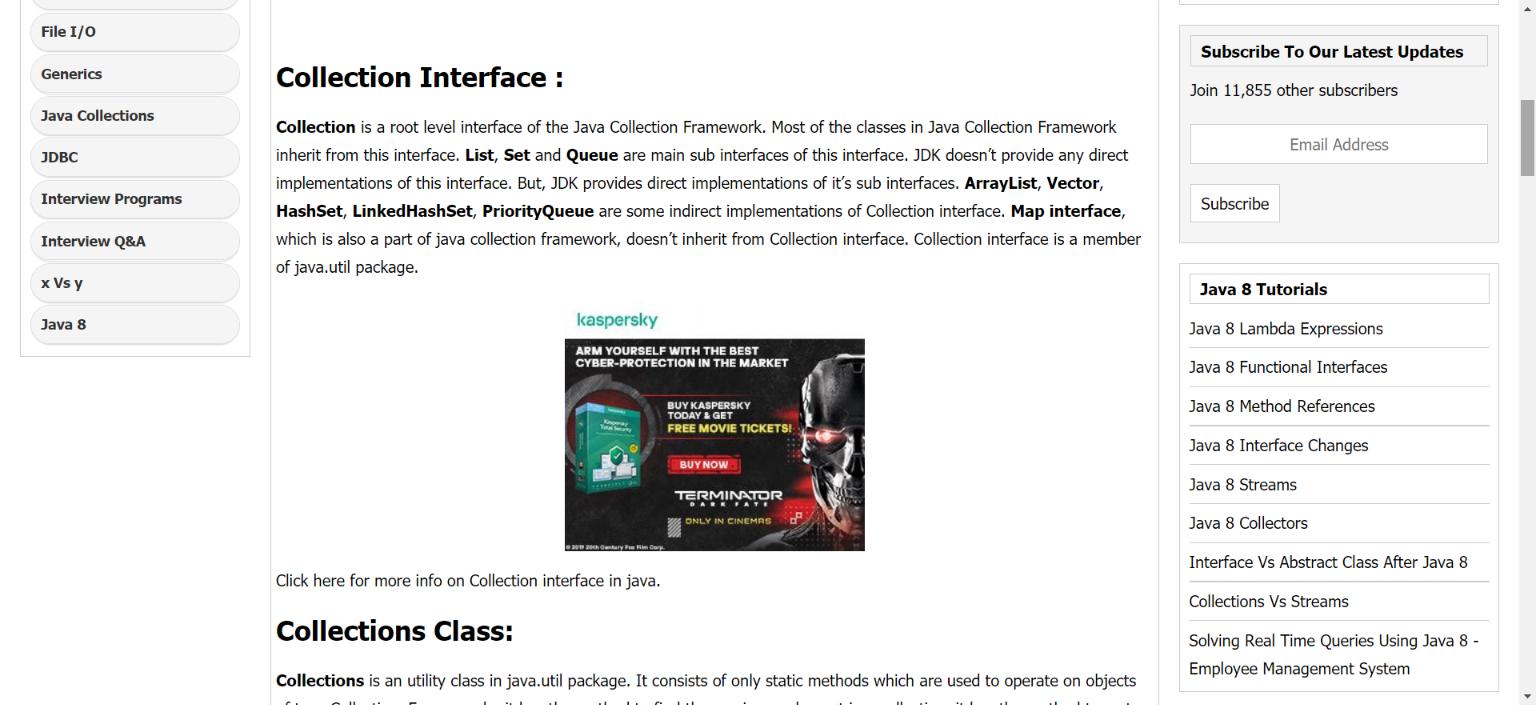 File I/O
Generics
Java Collections
JDBC
Interview Programs
Interview Q&A
x Vs y
Java 8
Collection Interface :
Collection is a root level interface of the Java Collection Framework. Most of the classes in Java Collection Framework
inherit from this interface. List, Set and Queue are main sub interfaces of this interface. JDK doesn’t provide any direct
implementations of this interface. But, JDK provides direct implementations of it’s sub interfaces. ArrayList, Vector,
HashSet, LinkedHashSet, PriorityQueue are some indirect implementations of Collection interface. Map interface,
which is also a part of java collection framework, doesn’t inherit from Collection interface. Collection interface is a member
of java.util package.
kaspersky
ARM YOURSELF WITH THE BEST
CYBER-PROTECTION IN THE MARKET
BUY KASPERSKY
TODAY & GET
FREE MOVIE TICKETS!
Kaspersky
Total Security
BUY NOW
TERMINATOR
DARK FATE
ONLY IN CINEMAS
© 2019 20th Century Fox Film Corp.
Click here for more info on Collection interface in java.
Collections Class:
Collections is an utility class in java.util package. It consists of only static methods which are used to operate on objects
Subscribe To Our Latest Updates
Join 11,855 other subscribers
Email Address
Subscribe
Java 8 Tutorials
Java 8 Lambda Expressions
Java 8 Functional Interfaces
Java 8 Method References
Java 8 Interface Changes
Java 8 Streams
Java 8 Collectors
Interface Vs Abstract Class After Java 8
Collections Vs Streams
Solving Real Time Queries Using Java 8 -
Employee Management System